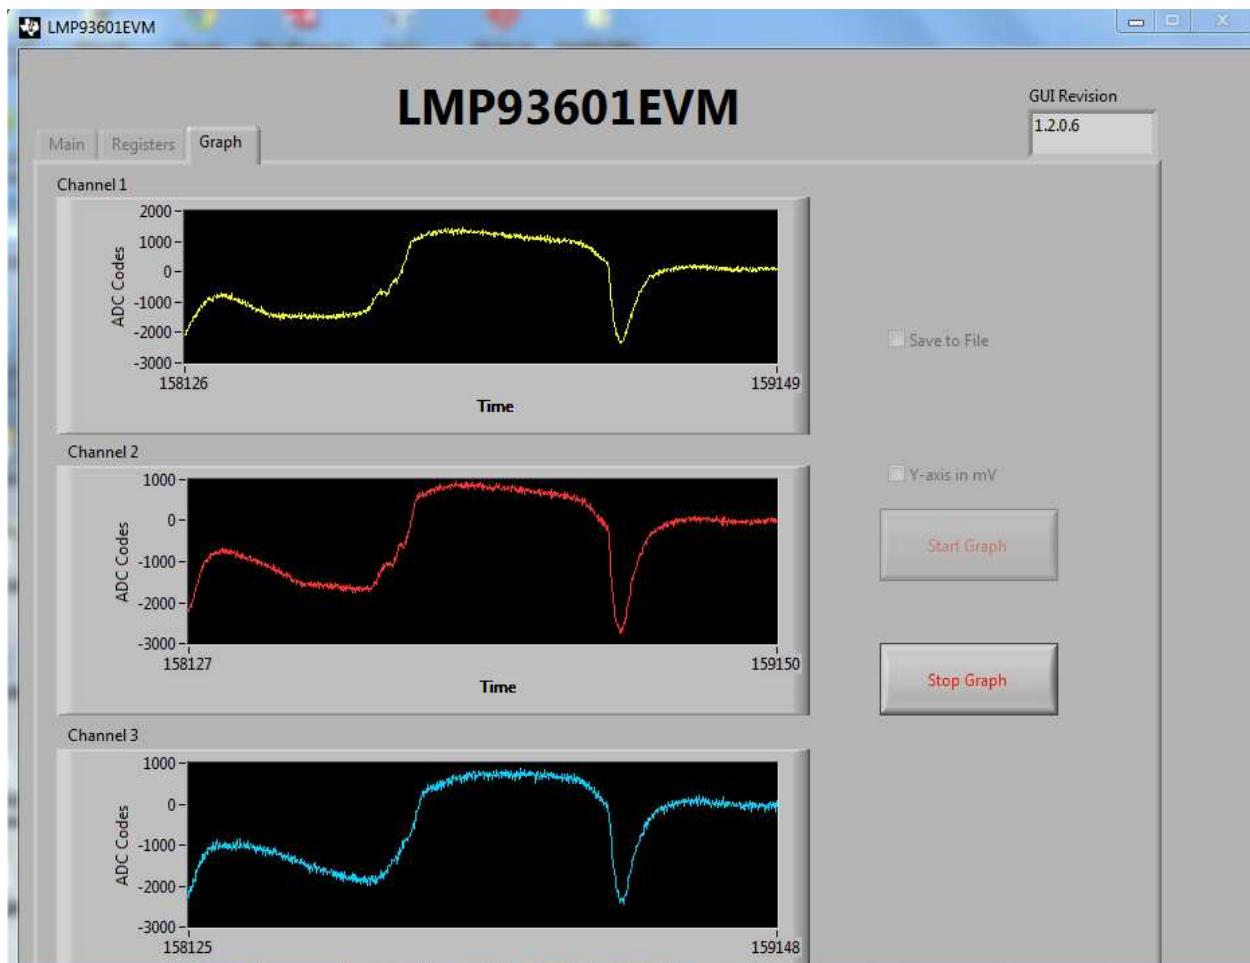 LMP93601EVM
LMP93601EVM
GUI Revision
1.2.0.6
Main
Registers
Graph
Channel 1
2000
1000
0
-1000
-2000
-3000
ADC Codes
158126
159149
Time
Save to File
Channel 2
1000
0
-1000
-2000
-3000
ADC Codes
158127
159150
Time
Y-axis in mV
Start Graph
Stop Graph
Channel 3
1000
0
-1000
-2000
-3000
ADC Codes
158125
159148